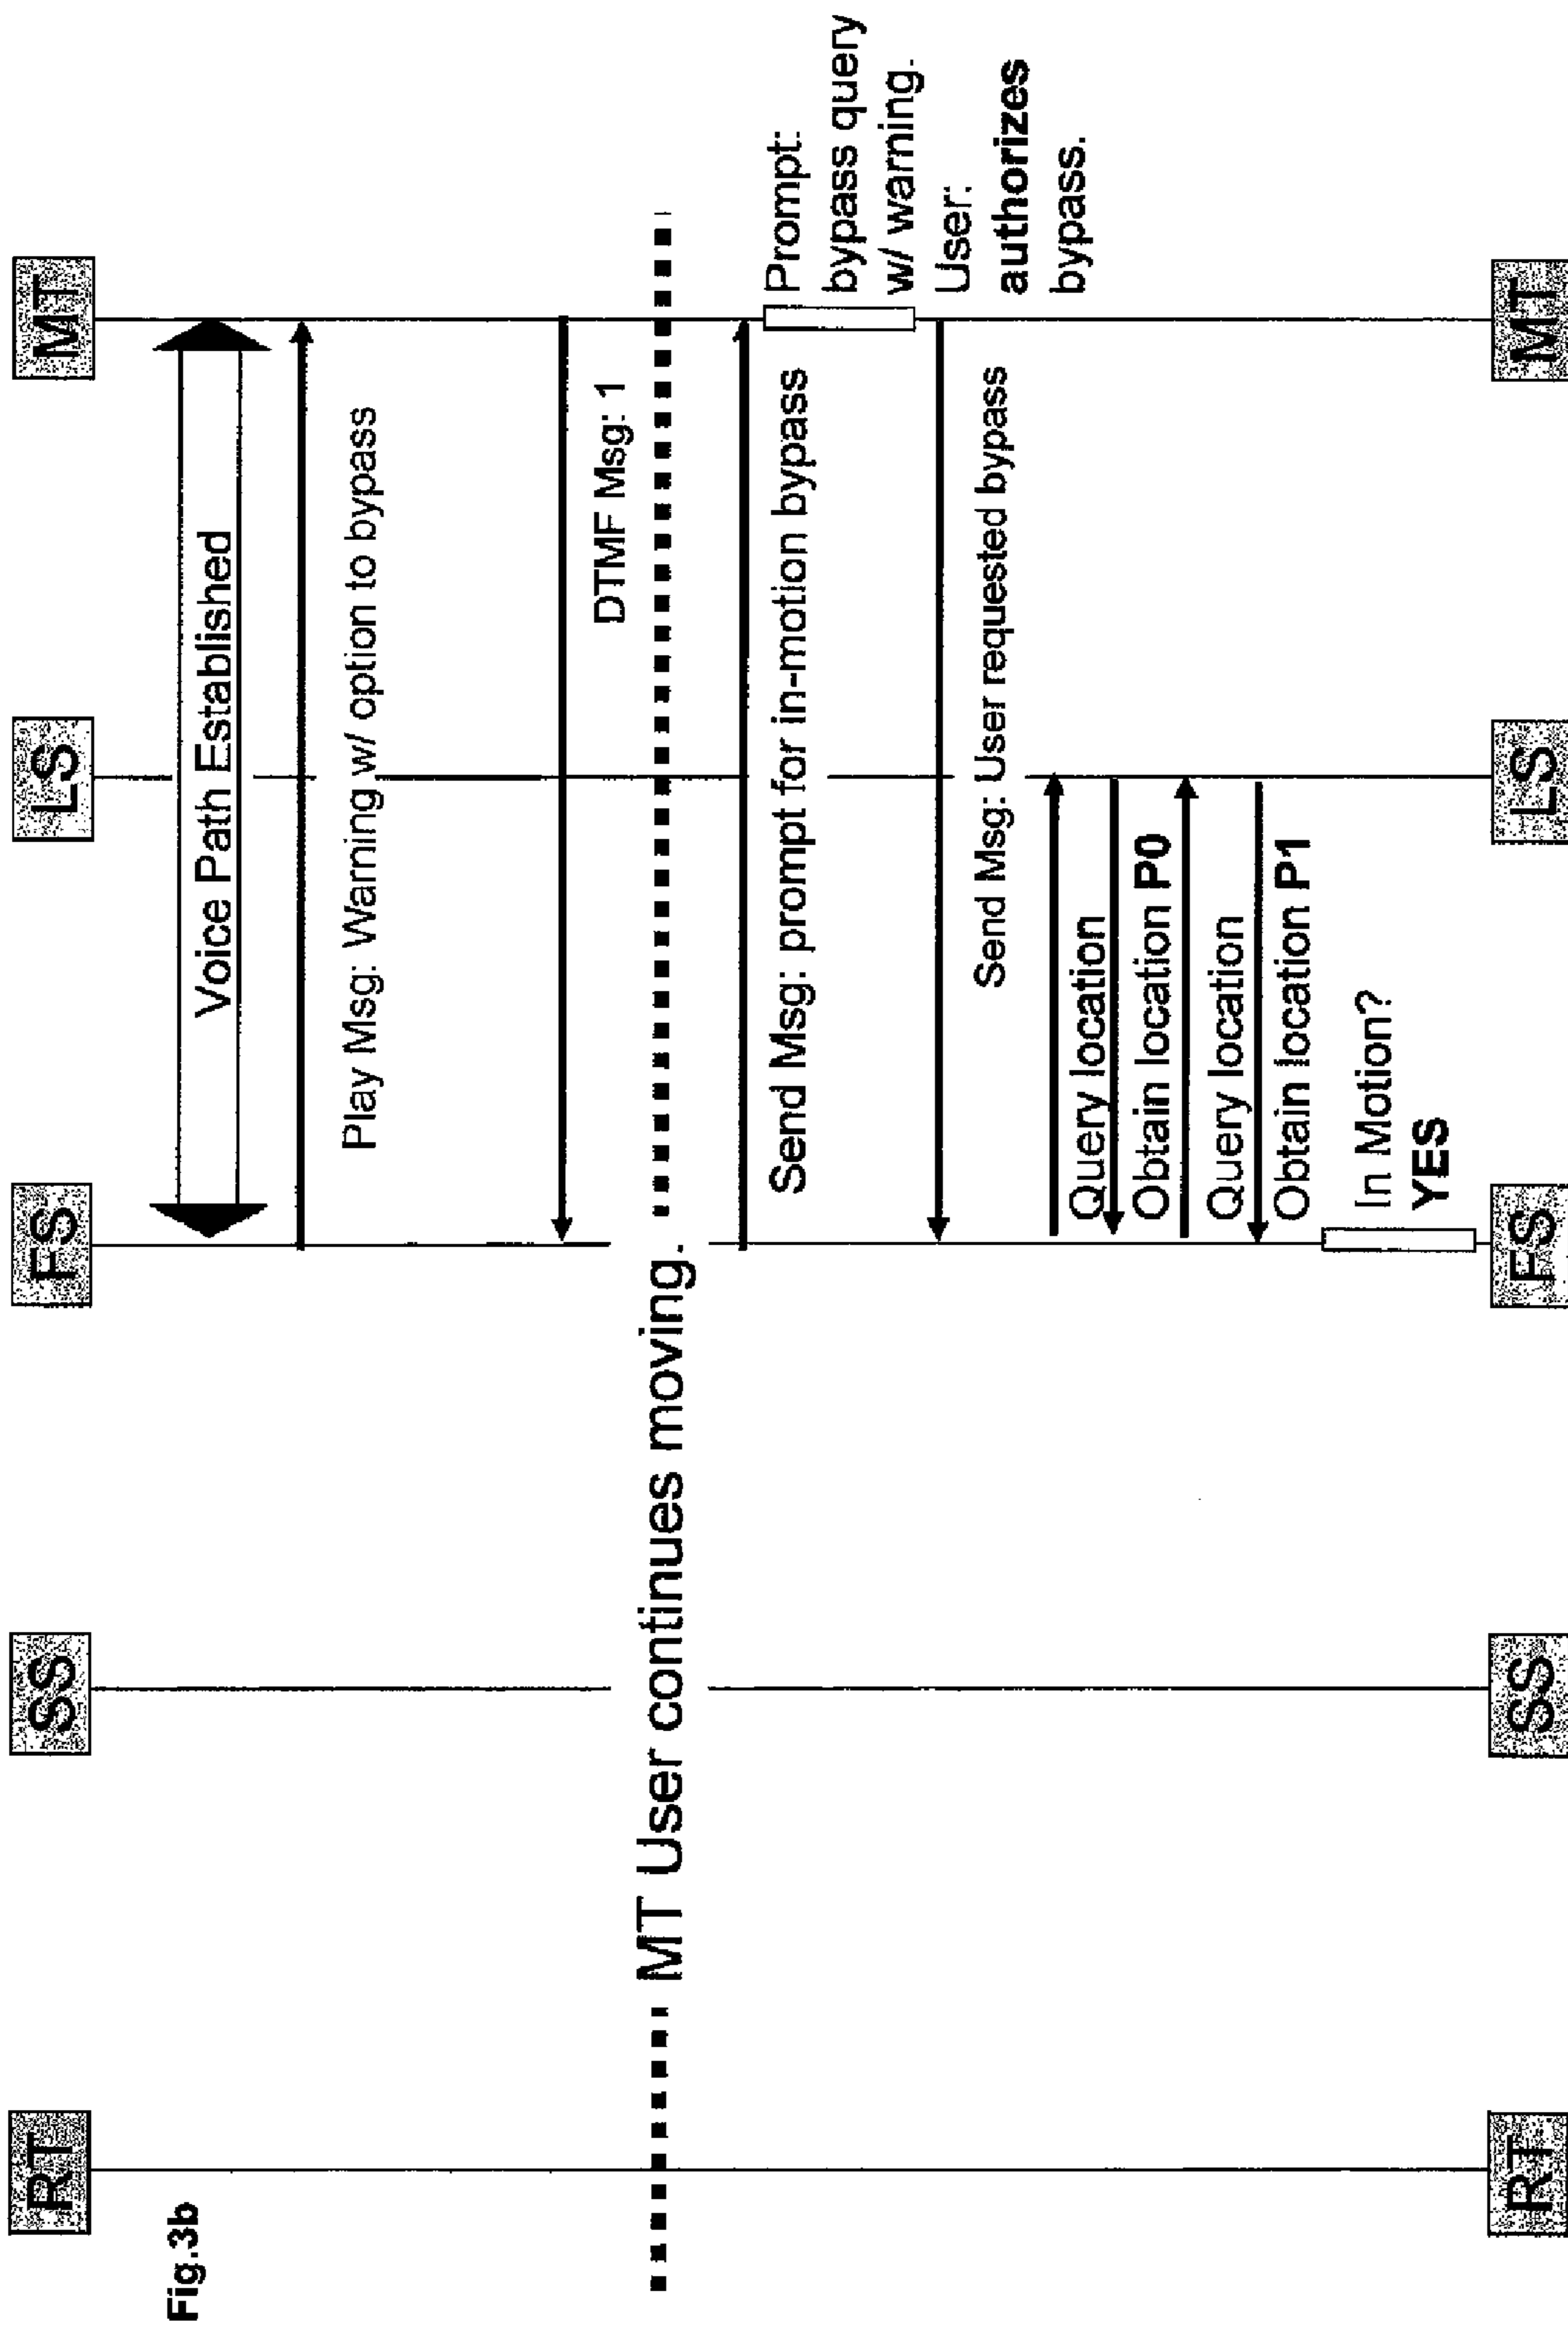 Fig.3b
RT
SS
FS
LS
MT
Voice Path Established
Play Msg: Warning w/ option to bypass
DTMF Msg: 1
MT User continues moving.
Send Msg: prompt for in-motion bypass
Prompt:
bypass query
w/ warning.
User:
authorizes
bypass.
Send Msg: User requested bypass
Query location
Obtain location P0
Query location
Obtain location P1
In Motion?
YES
RT
SS
FS
LS
MT